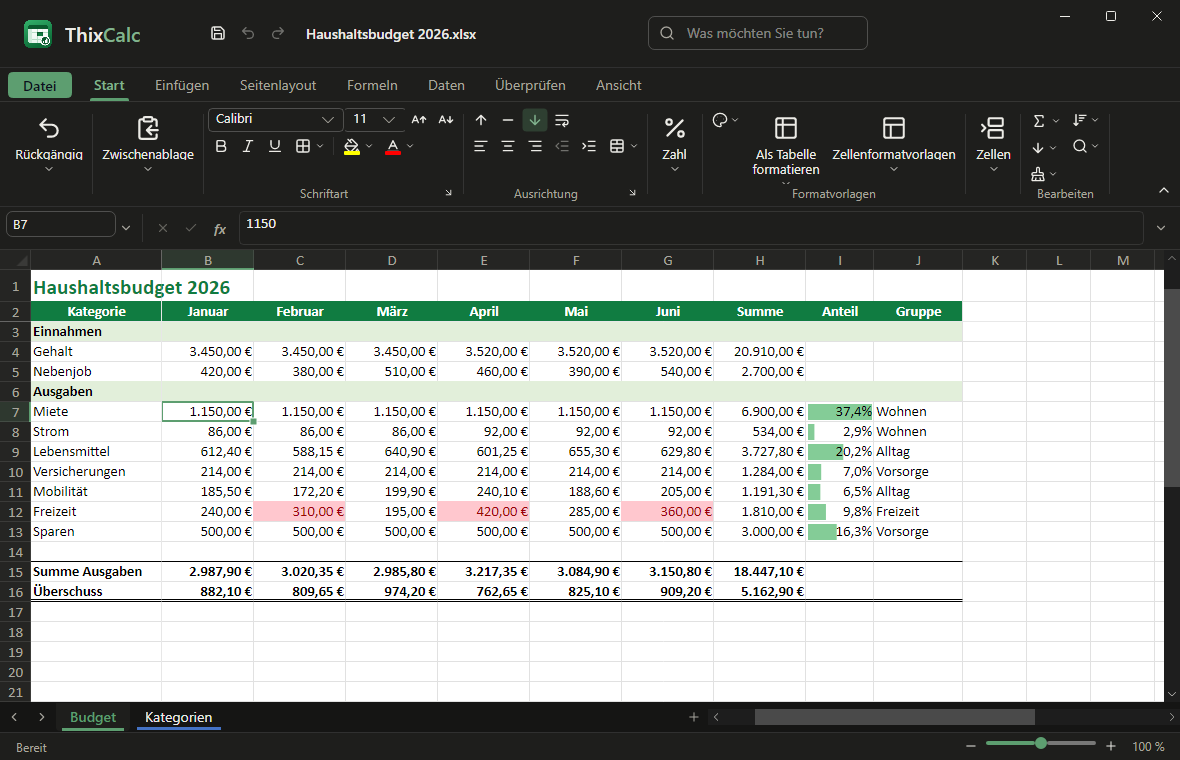 ThixCalc
Haushaltsbudget 2026.xlsx
Was möchten Sie tun?
Datei Start Einfügen Seitenlayout Formeln Daten Überprüfen Ansicht
Rückgängig Zwischenablage
Calibri 11
B I U A
Zahl
Als Tabelle formatieren
Zellenformatvorlagen
Zellen
Schriftart Ausrichtung Formatvorlagen Bearbeiten
B7 fx 1150
A B C D E F G H I J K L M
1 Haushaltsbudget 2026
2 Kategorie Januar Februar März April Mai Juni Summe Anteil Gruppe
3 Einnahmen
4 Gehalt 3.450,00 € 3.450,00 € 3.450,00 € 3.520,00 € 3.520,00 € 3.520,00 € 20.910,00 €
5 Nebenjob 420,00 € 380,00 € 510,00 € 460,00 € 390,00 € 540,00 € 2.700,00 €
6 Ausgaben
7 Miete 1.150,00 € 1.150,00 € 1.150,00 € 1.150,00 € 1.150,00 € 1.150,00 € 6.900,00 € 37,4% Wohnen
8 Strom 86,00 € 86,00 € 86,00 € 92,00 € 92,00 € 92,00 € 534,00 € 2,9% Wohnen
9 Lebensmittel 612,40 € 588,15 € 640,90 € 601,25 € 655,30 € 629,80 € 3.727,80 € 20,2% Alltag
10 Versicherungen 214,00 € 214,00 € 214,00 € 214,00 € 214,00 € 214,00 € 1.284,00 € 7,0% Vorsorge
11 Mobilität 185,50 € 172,20 € 199,90 € 240,10 € 188,60 € 205,00 € 1.191,30 € 6,5% Alltag
12 Freizeit 240,00 € 310,00 € 195,00 € 420,00 € 285,00 € 360,00 € 1.810,00 € 9,8% Freizeit
13 Sparen 500,00 € 500,00 € 500,00 € 500,00 € 500,00 € 500,00 € 3.000,00 € 16,3% Vorsorge
14
15 Summe Ausgaben 2.987,90 € 3.020,35 € 2.985,80 € 3.217,35 € 3.084,90 € 3.150,80 € 18.447,10 €
16 Überschuss 882,10 € 809,65 € 974,20 € 762,65 € 825,10 € 909,20 € 5.162,90 €
17
18
19
20
21
Budget Kategorien
Bereit 100 %